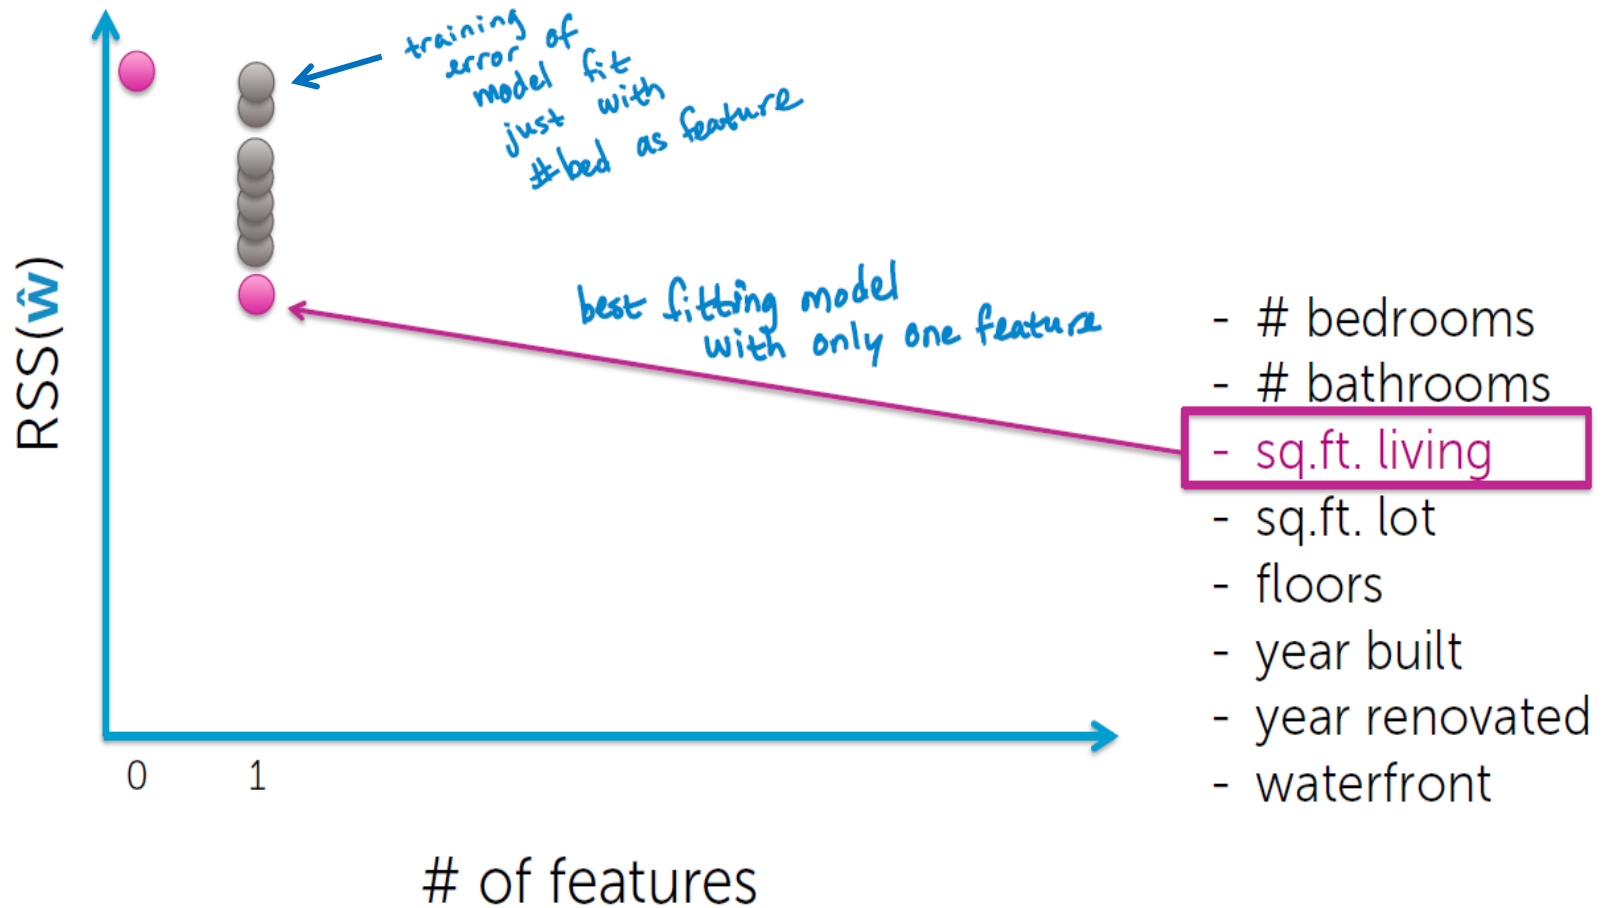 training
error of
model fit
just with
#bed as feature
best fitting model
with only one feature
RSS(ŵ)
- # bedrooms
- # bathrooms
- sq.ft. living
- sq.ft. lot
- floors
- year built
- year renovated
- waterfront
0 1
# of features